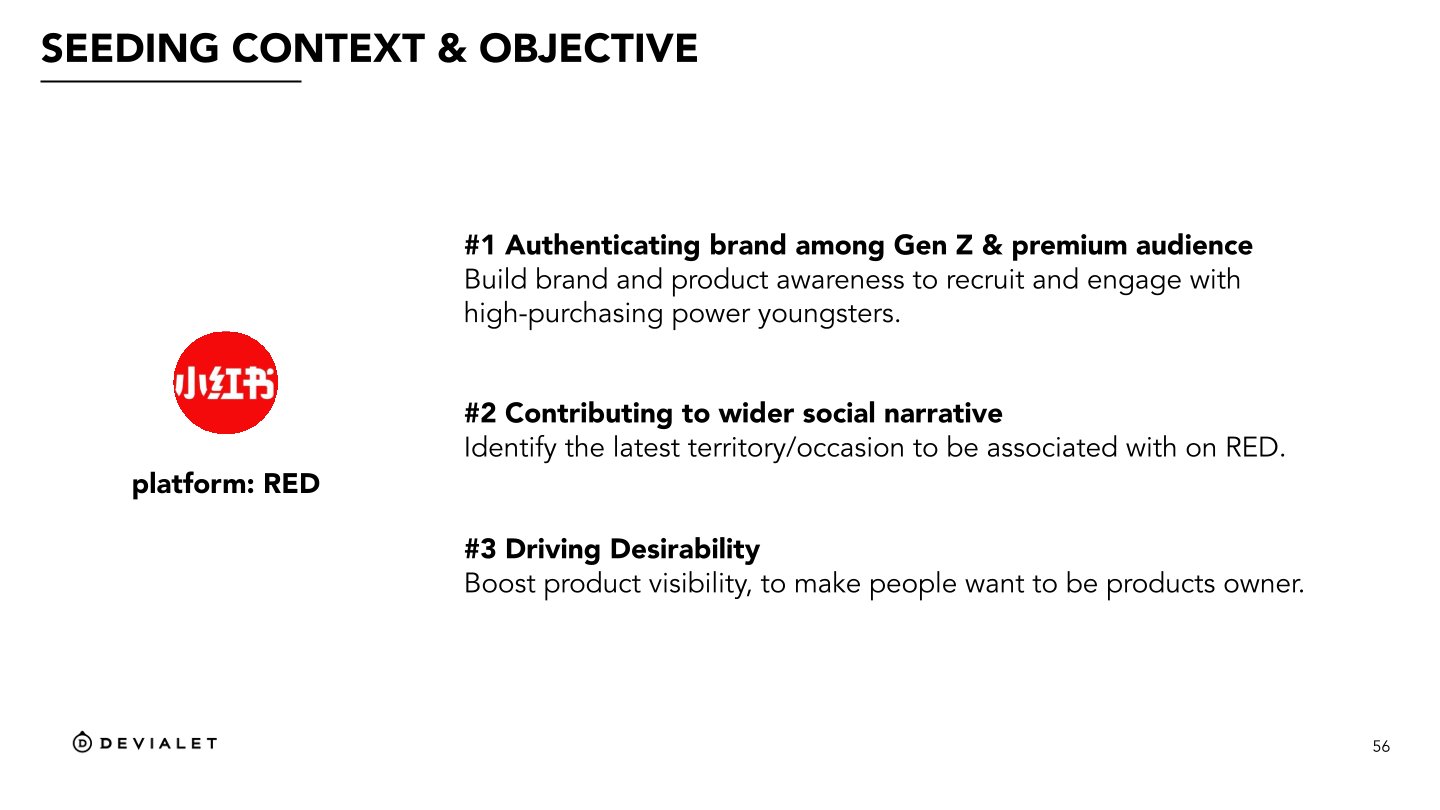 SEEDING CONTEXT & OBJECTIVE
#1 Authenticating brand among Gen Z & premium audience
Build brand and product awareness to recruit and engage with
high-purchasing power youngsters.
小红书
platform: RED
#2 Contributing to wider social narrative
Identify the latest territory/occasion to be associated with on RED.
#3 Driving Desirability
Boost product visibility, to make people want to be products owner.
DEVIALET
56